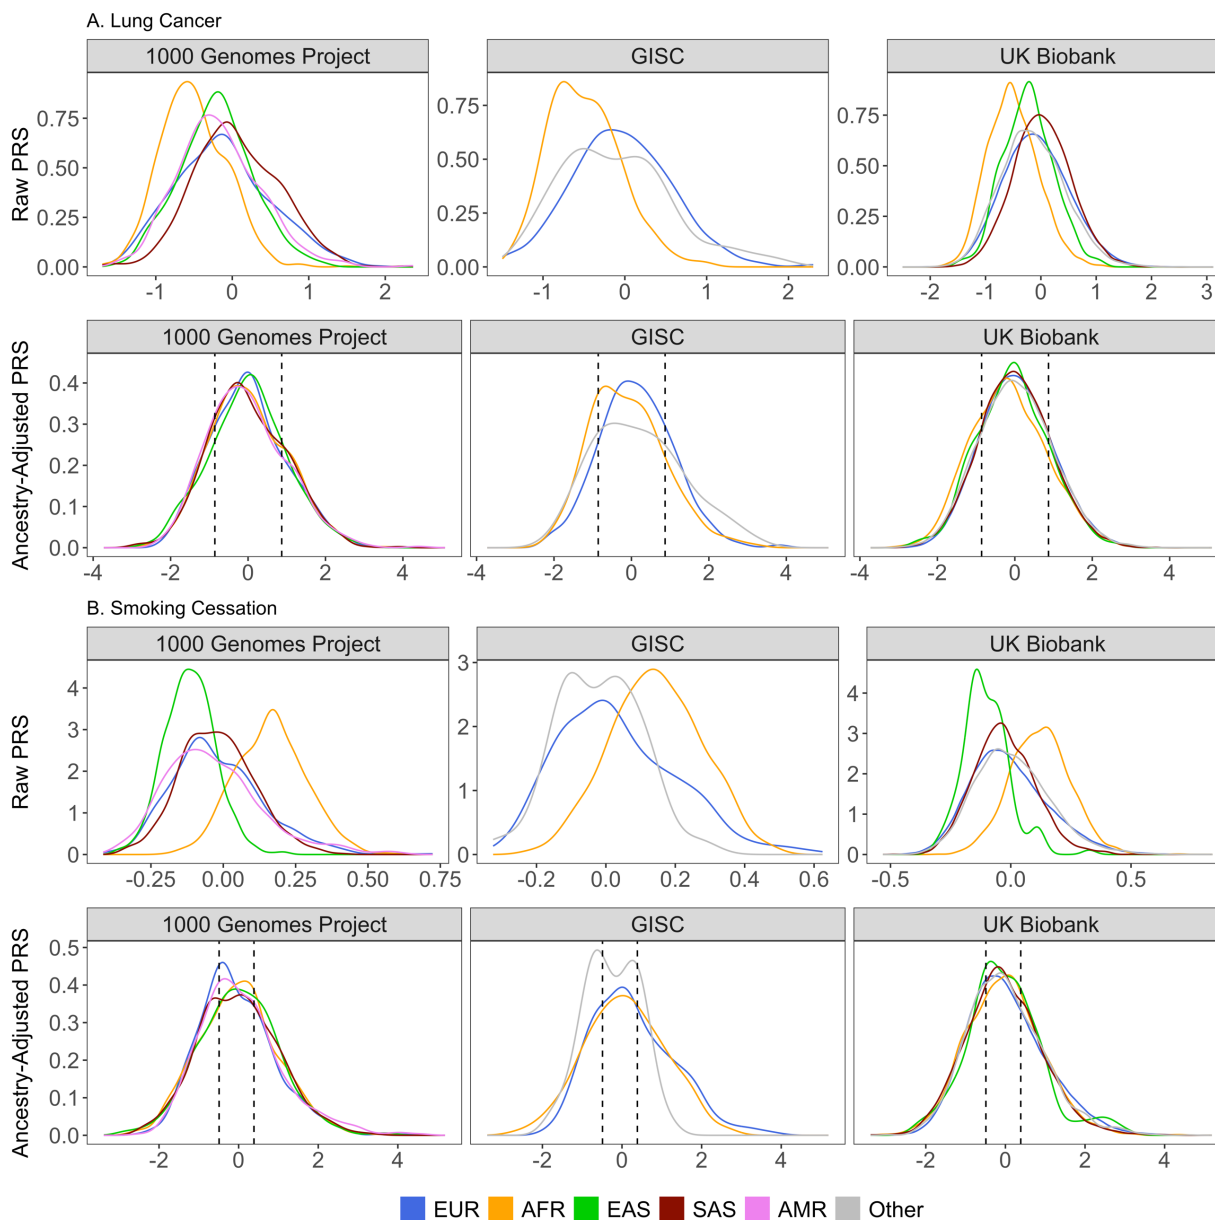 A. Lung Cancer
1000 Genomes Project GISC UK Biobank
Raw PRS
0.75 0.50 0.25 0.00
-1 0 1 2
0.75 0.50 0.25 0.00
-1 0 1 2
0.75 0.50 0.25 0.00
-2 -1 0 1 2 3
1000 Genomes Project GISC UK Biobank
Ancestry-Adjusted PRS
0.4 0.3 0.2 0.1 0.0
-4 -2 0 2 4
-4 -2 0 2 4
-4 -2 0 2 4
B. Smoking Cessation
1000 Genomes Project GISC UK Biobank
Raw PRS
4 3 2 1 0
-0.25 0.00 0.25 0.50 0.75
3 2 1 0
-0.2 0.0 0.2 0.4 0.6
4 3 2 1 0
-0.5 0.0 0.5
1000 Genomes Project GISC UK Biobank
Ancestry-Adjusted PRS
0.5 0.4 0.3 0.2 0.1 0.0
-2 0 2 4
-2 0 2 4
-2 0 2 4
EUR AFR EAS SAS AMR Other